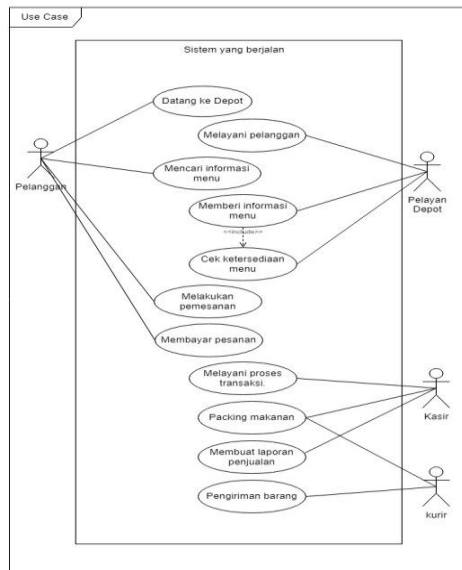 Use Case
Sistem yang berjalan
Datang ke Depot
Melayani pelanggan
Mencari informasi
menu
Pelanggan
Memberi informasi
menu
Pelayan
Depot
<<include>>
Cek ketersediaan
menu
Melakukan
pemesanan
Membayar pesanan
Melayani proses
transaksi.
Packing makanan
Kasir
Membuat laporan
penjualan
Pengiriman barang
kurir